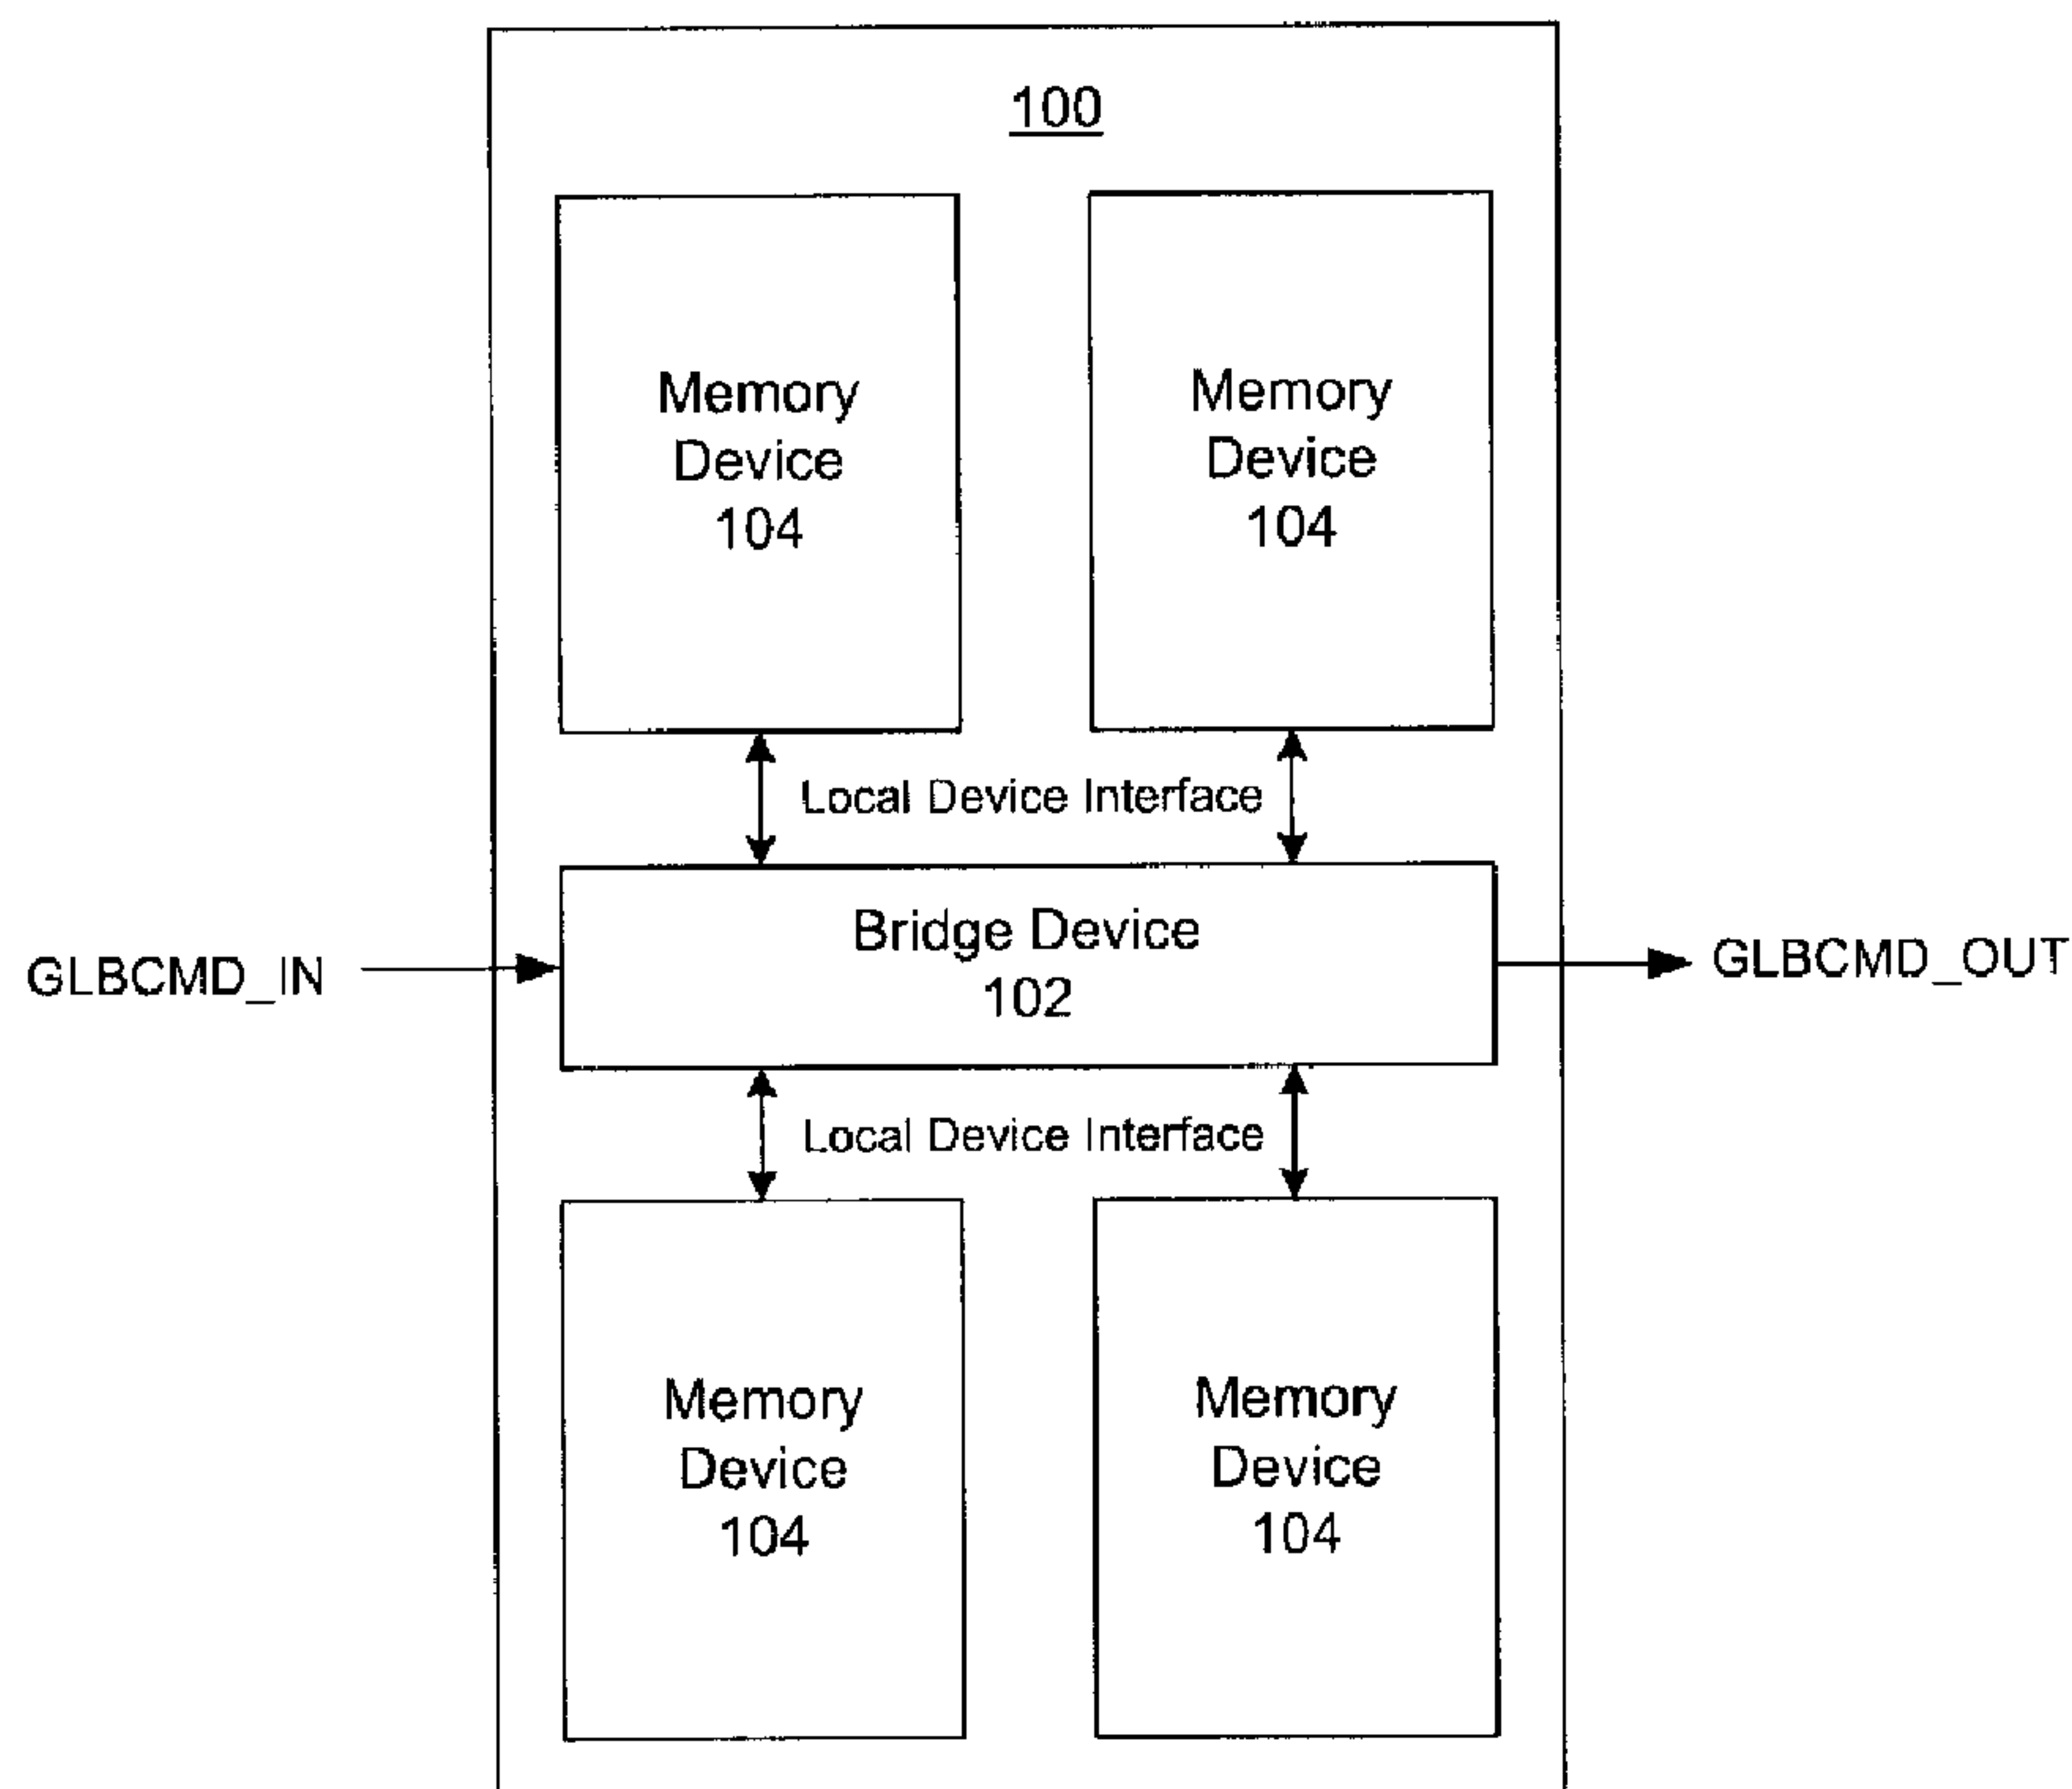 100
Memory
Device
104
Memory
Device
104
Local Device Interface
GLBCMD_IN
Bridge Device
102
GLBCMD_OUT
Local Device Interface
Memory
Device
104
Memory
Device
104